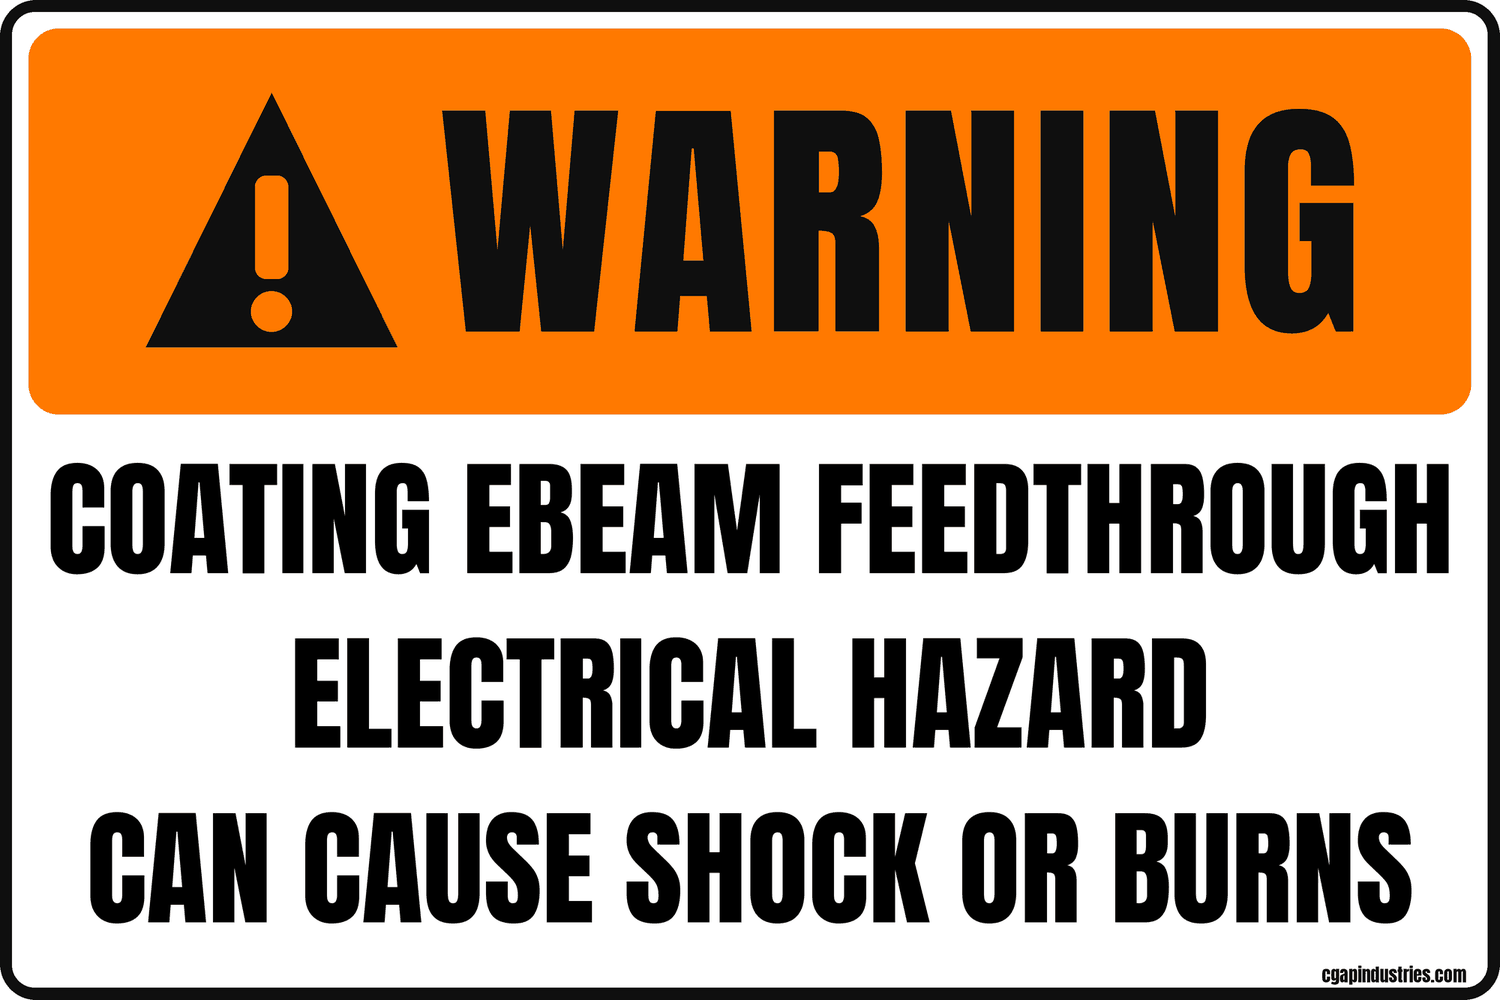 WARNING
COATING EBEAM FEEDTHROUGH
ELECTRICAL HAZARD
CAN CAUSE SHOCK OR BURNS
cgapindustries.com